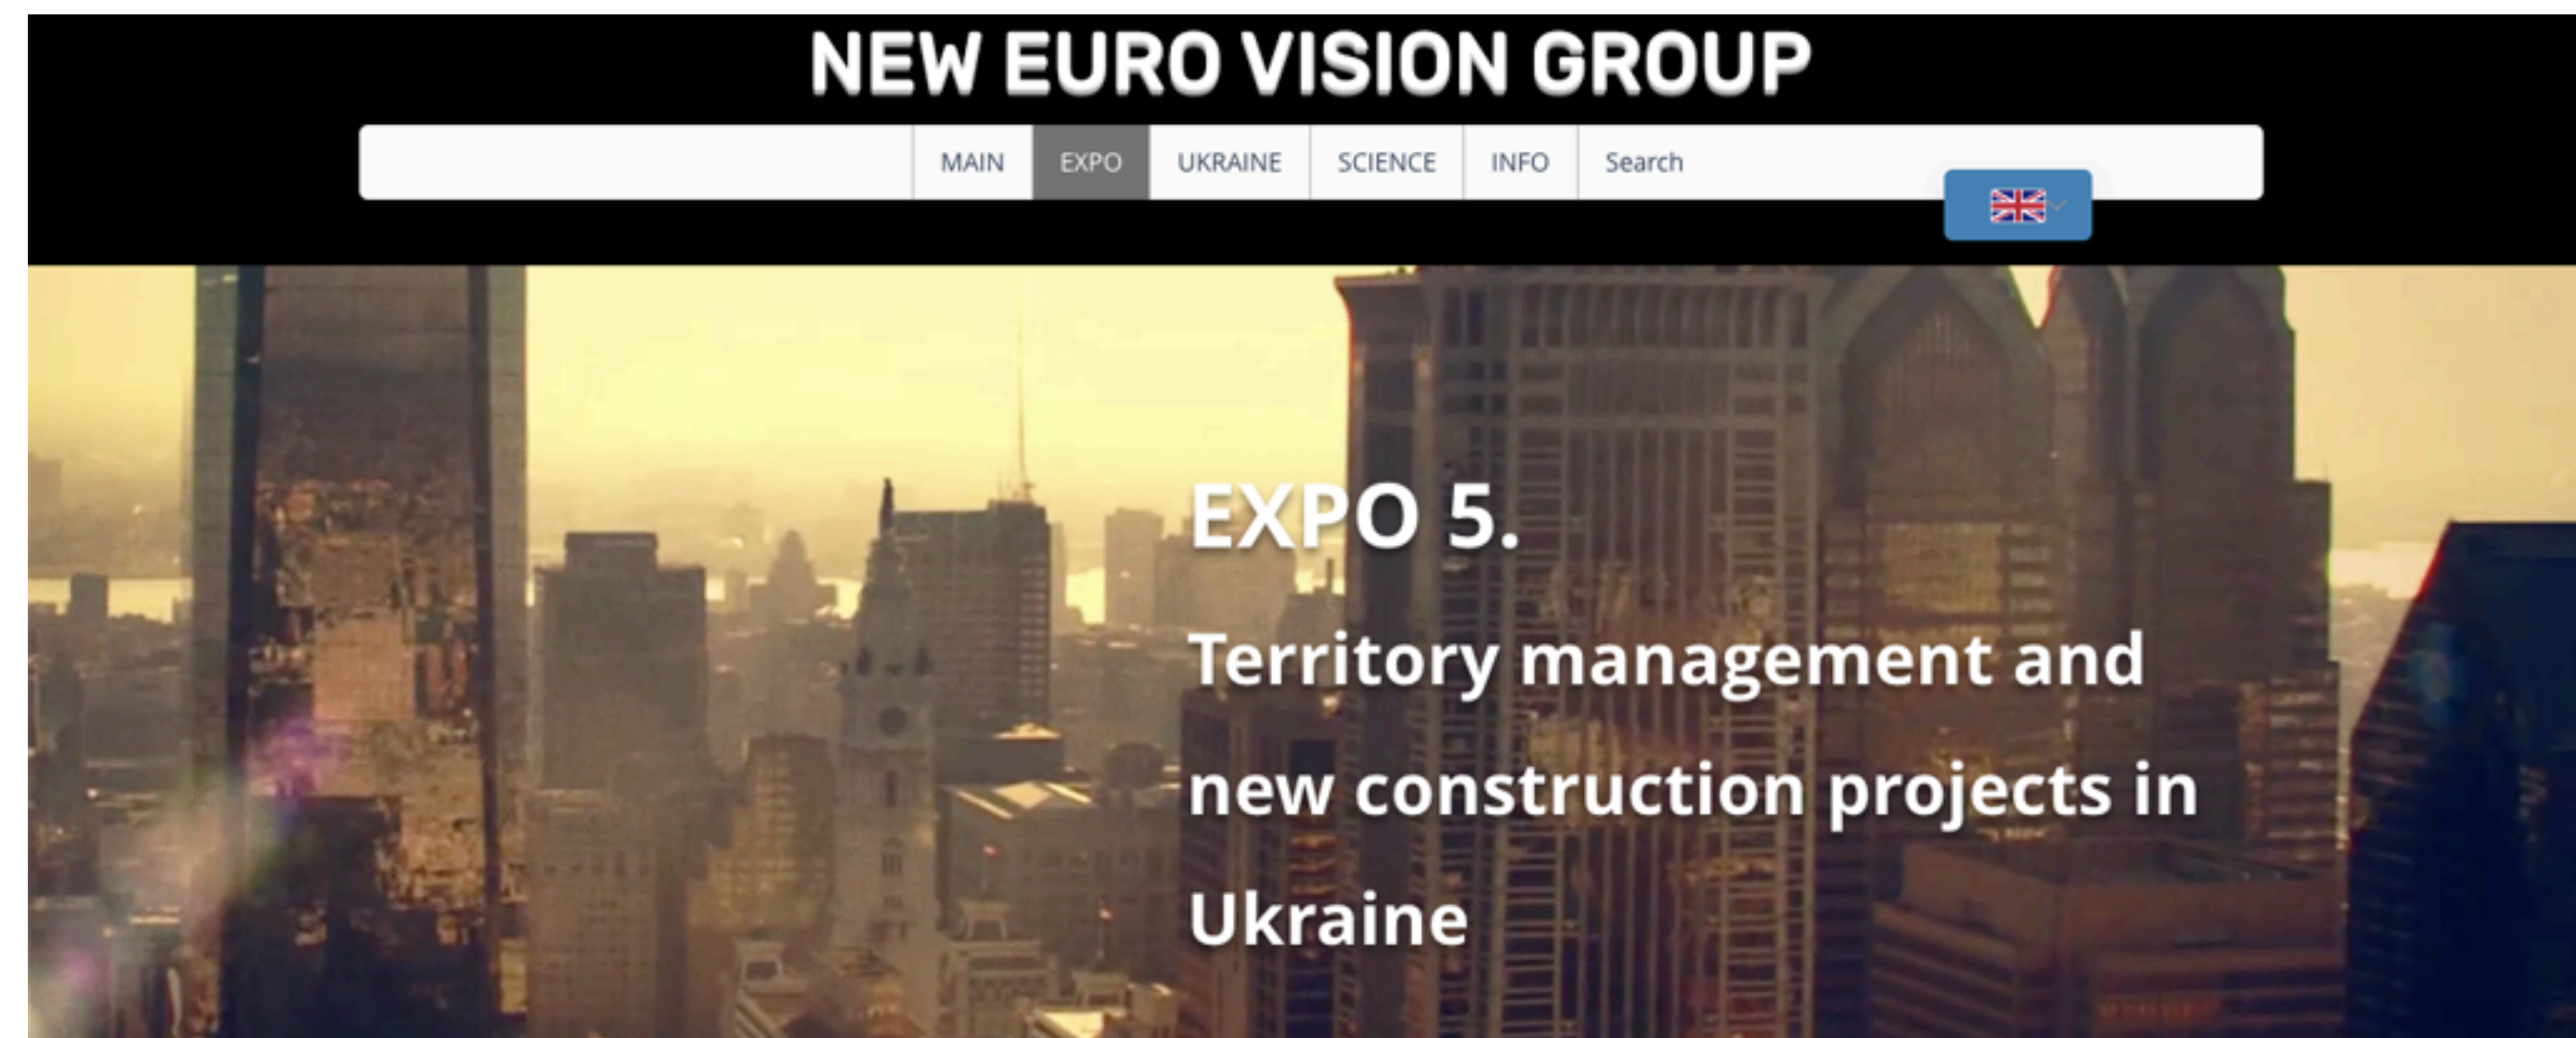 NEW EURO VISION GROUP
MAIN EXPO UKRAINE SCIENCE INFO Search
EXPO 5.
Territory management and
new construction projects in
Ukraine